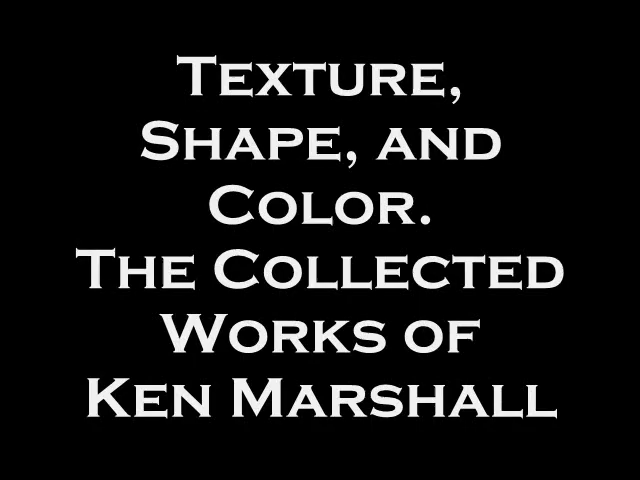 Texture,
Shape, and
Color.
The Collected
Works of
Ken Marshall